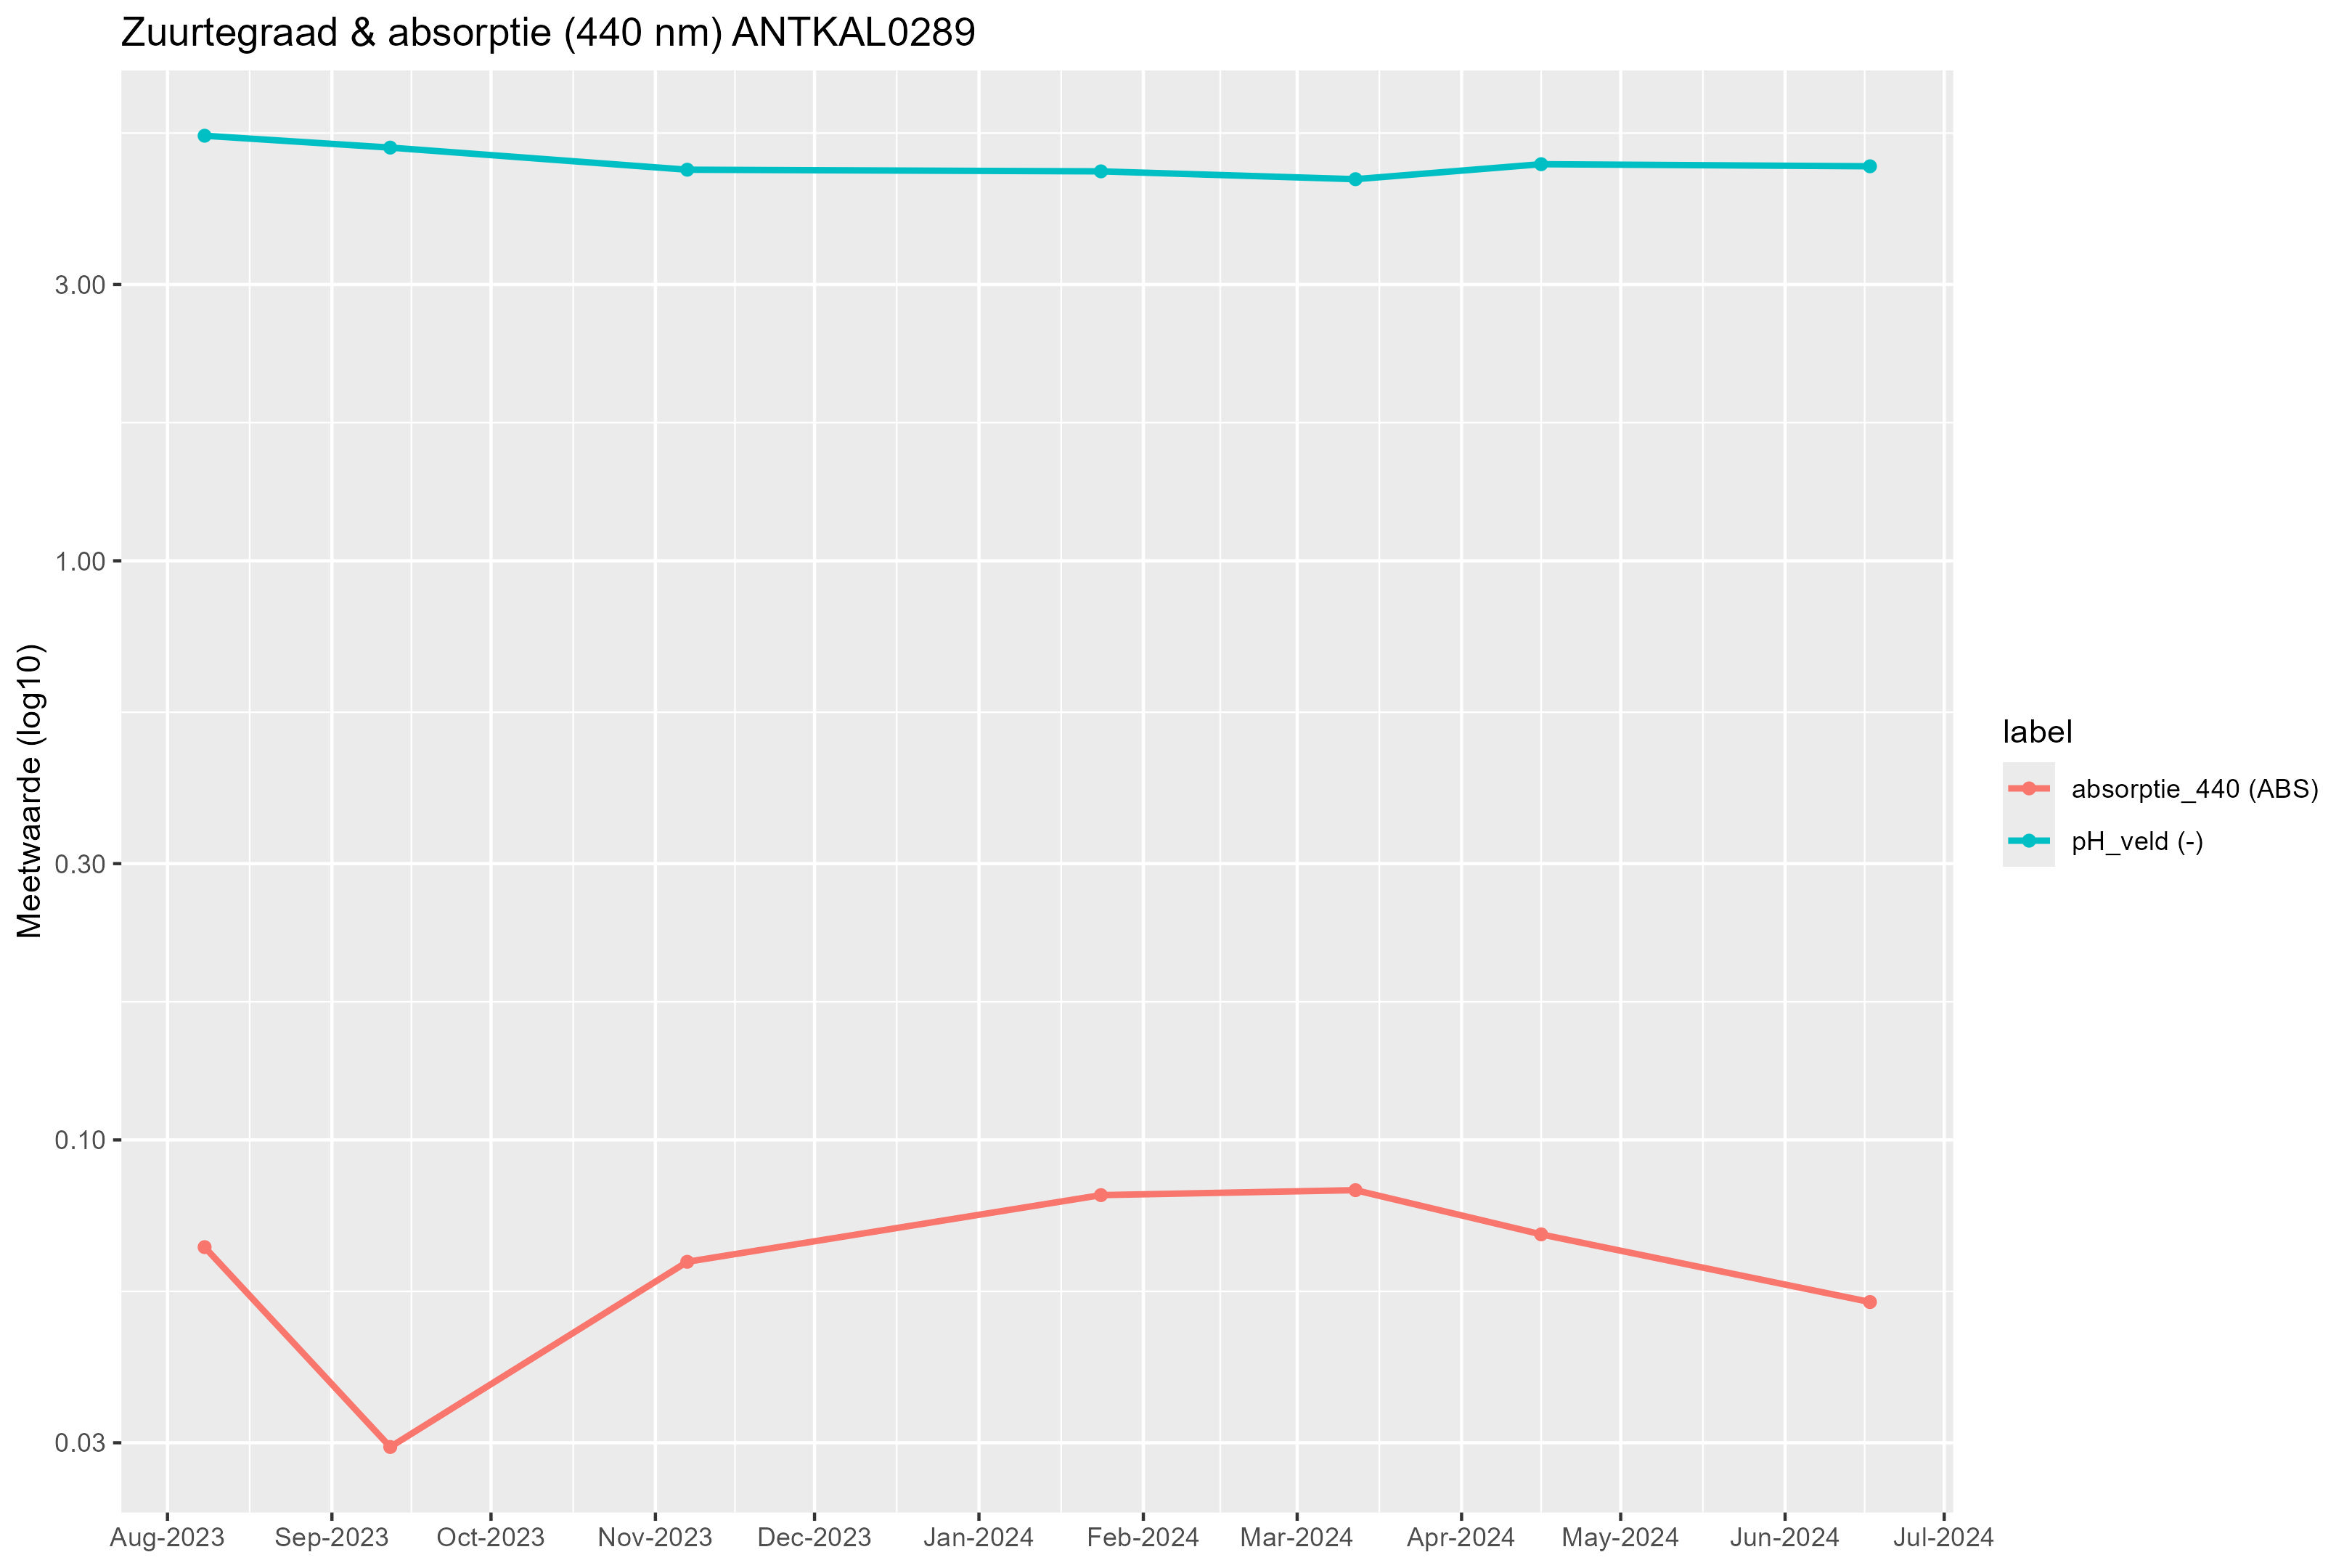 Zuurtegraad & absorptie (440 nm) ANTKAL0289
Meetwaarde (log10)
3.00
1.00
0.30
0.10
0.03
Aug-2023 Sep-2023 Oct-2023 Nov-2023 Dec-2023 Jan-2024 Feb-2024 Mar-2024 Apr-2024 May-2024 Jun-2024 Jul-2024
label
absorptie_440 (ABS)
pH_veld (-)